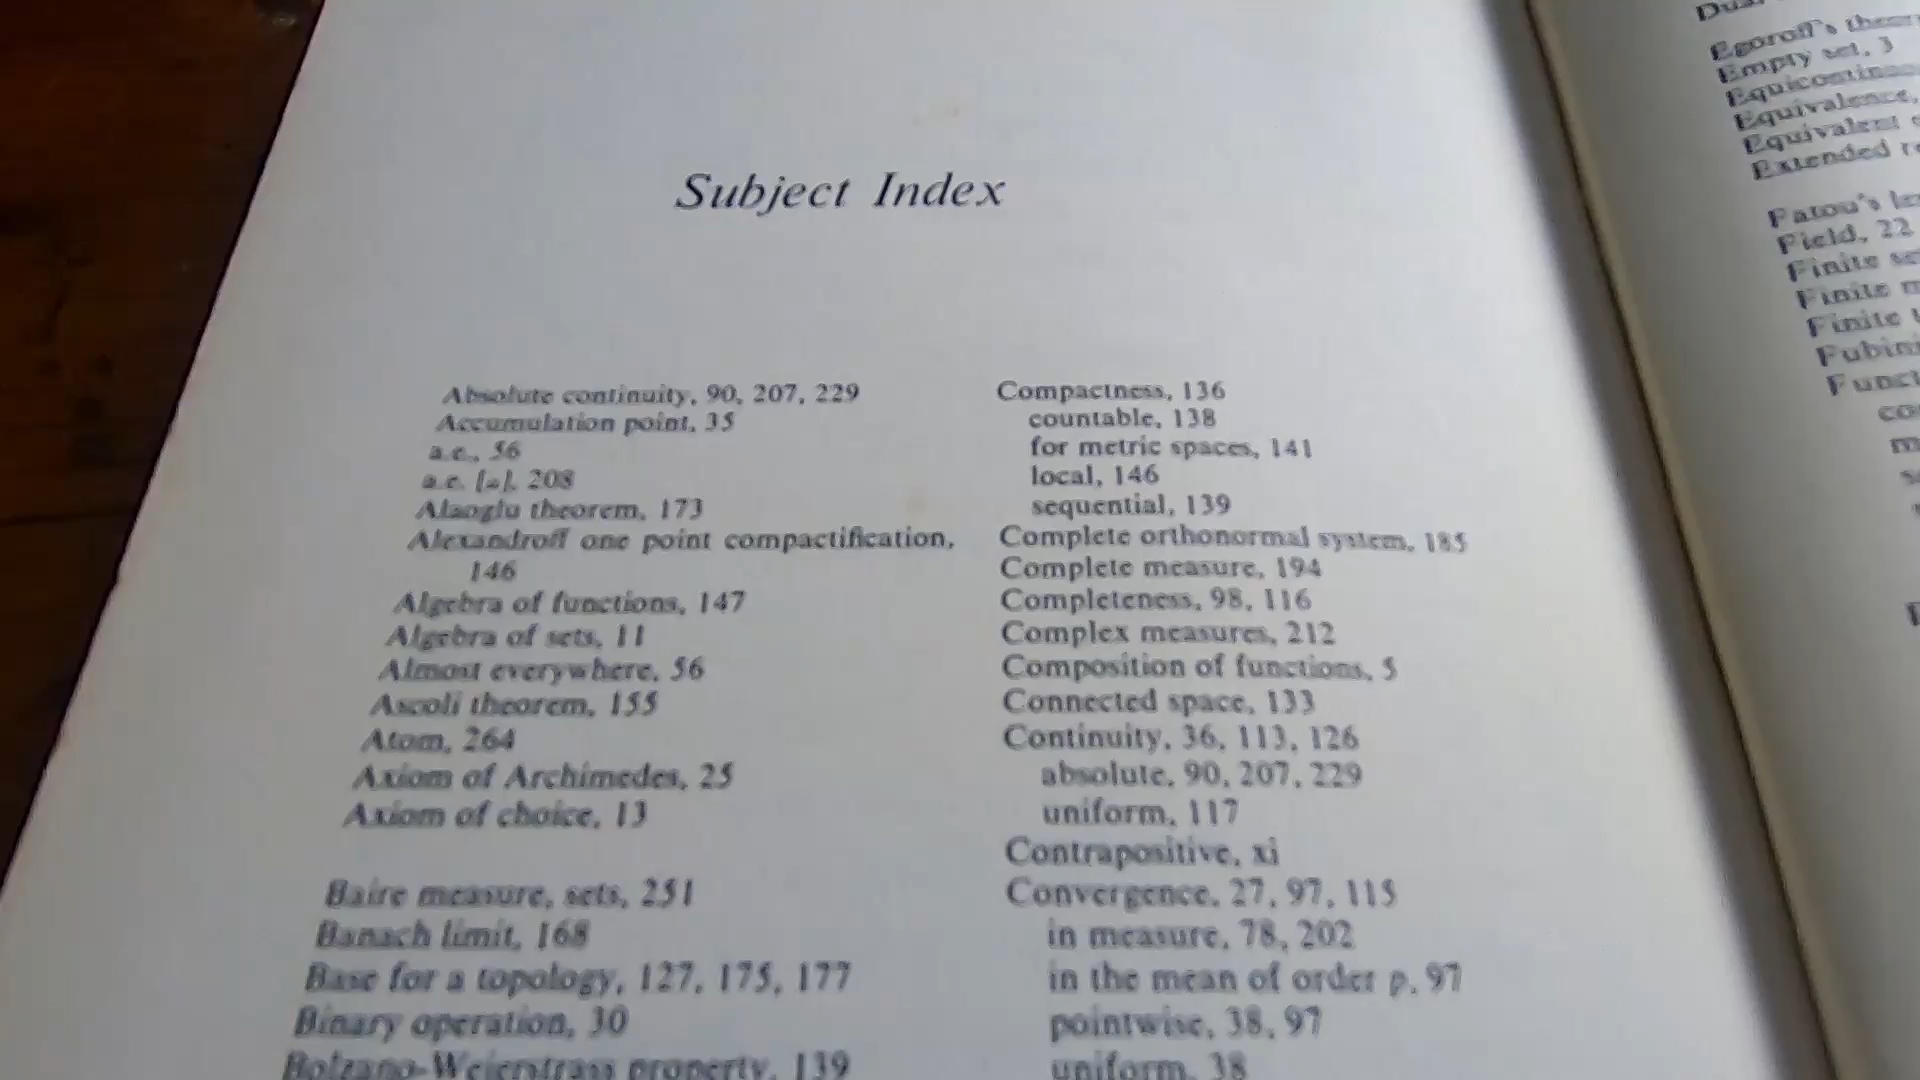 Subject Index
Absolute continuity, 90, 207, 229
Accumulation point, 35
a.e., 56
a.e. [μ], 208
Alaoglu theorem, 173
Alexandroff one point compactification,
146
Algebra of functions, 147
Algebra of sets, 11
Almost everywhere, 56
Ascoli theorem, 155
Atom, 264
Axiom of Archimedes, 25
Axiom of choice, 13
Baire measure, sets, 251
Banach limit, 168
Base for a topology, 127, 175, 177
Binary operation, 30
Bolzano-Weierstrass property, 139
Compactness, 136
countable, 138
for metric spaces, 141
local, 146
sequential, 139
Complete orthonormal system, 185
Complete measure, 194
Completeness, 98, 116
Complex measures, 212
Composition of functions, 5
Connected space, 133
Continuity, 36, 113, 126
absolute, 90, 207, 229
uniform, 117
Contrapositive, xi
Convergence, 27, 97, 115
in measure, 78, 202
in the mean of order p, 97
pointwise, 38, 97
uniform, 38
Egoroff's
Empty set, 3
Equivalence,
Equivalent
Extended
Fatou's
Field, 22
Finite
Finite
Finite